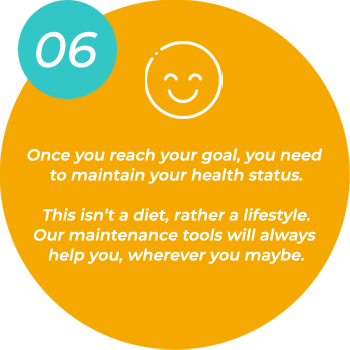 06
Once you reach your goal, you need
to maintain your health status.
This isn't a diet, rather a lifestyle.
Our maintenance tools will always
help you, wherever you maybe.